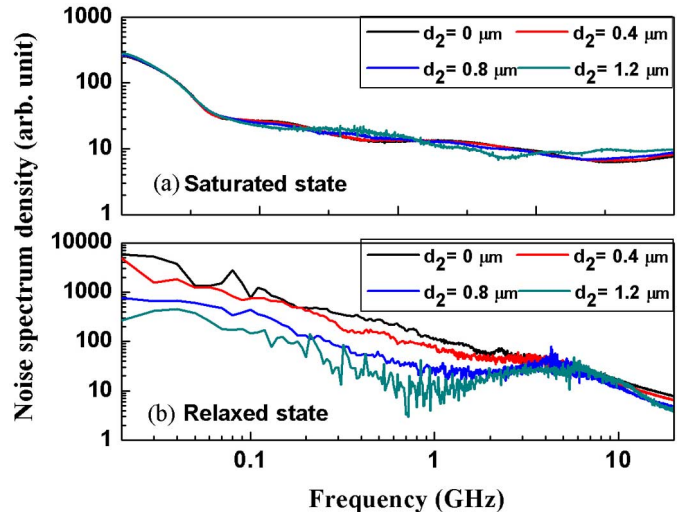 Noise spectrum density (arb. unit)
1000
100
10
1
d₂= 0 μm
d₂= 0.4 μm
d₂= 0.8 μm
d₂= 1.2 μm
(a) Saturated state
10000
1000
100
10
1
d₂= 0 μm
d₂= 0.4 μm
d₂= 0.8 μm
d₂= 1.2 μm
(b) Relaxed state
0.1
1
10
Frequency (GHz)